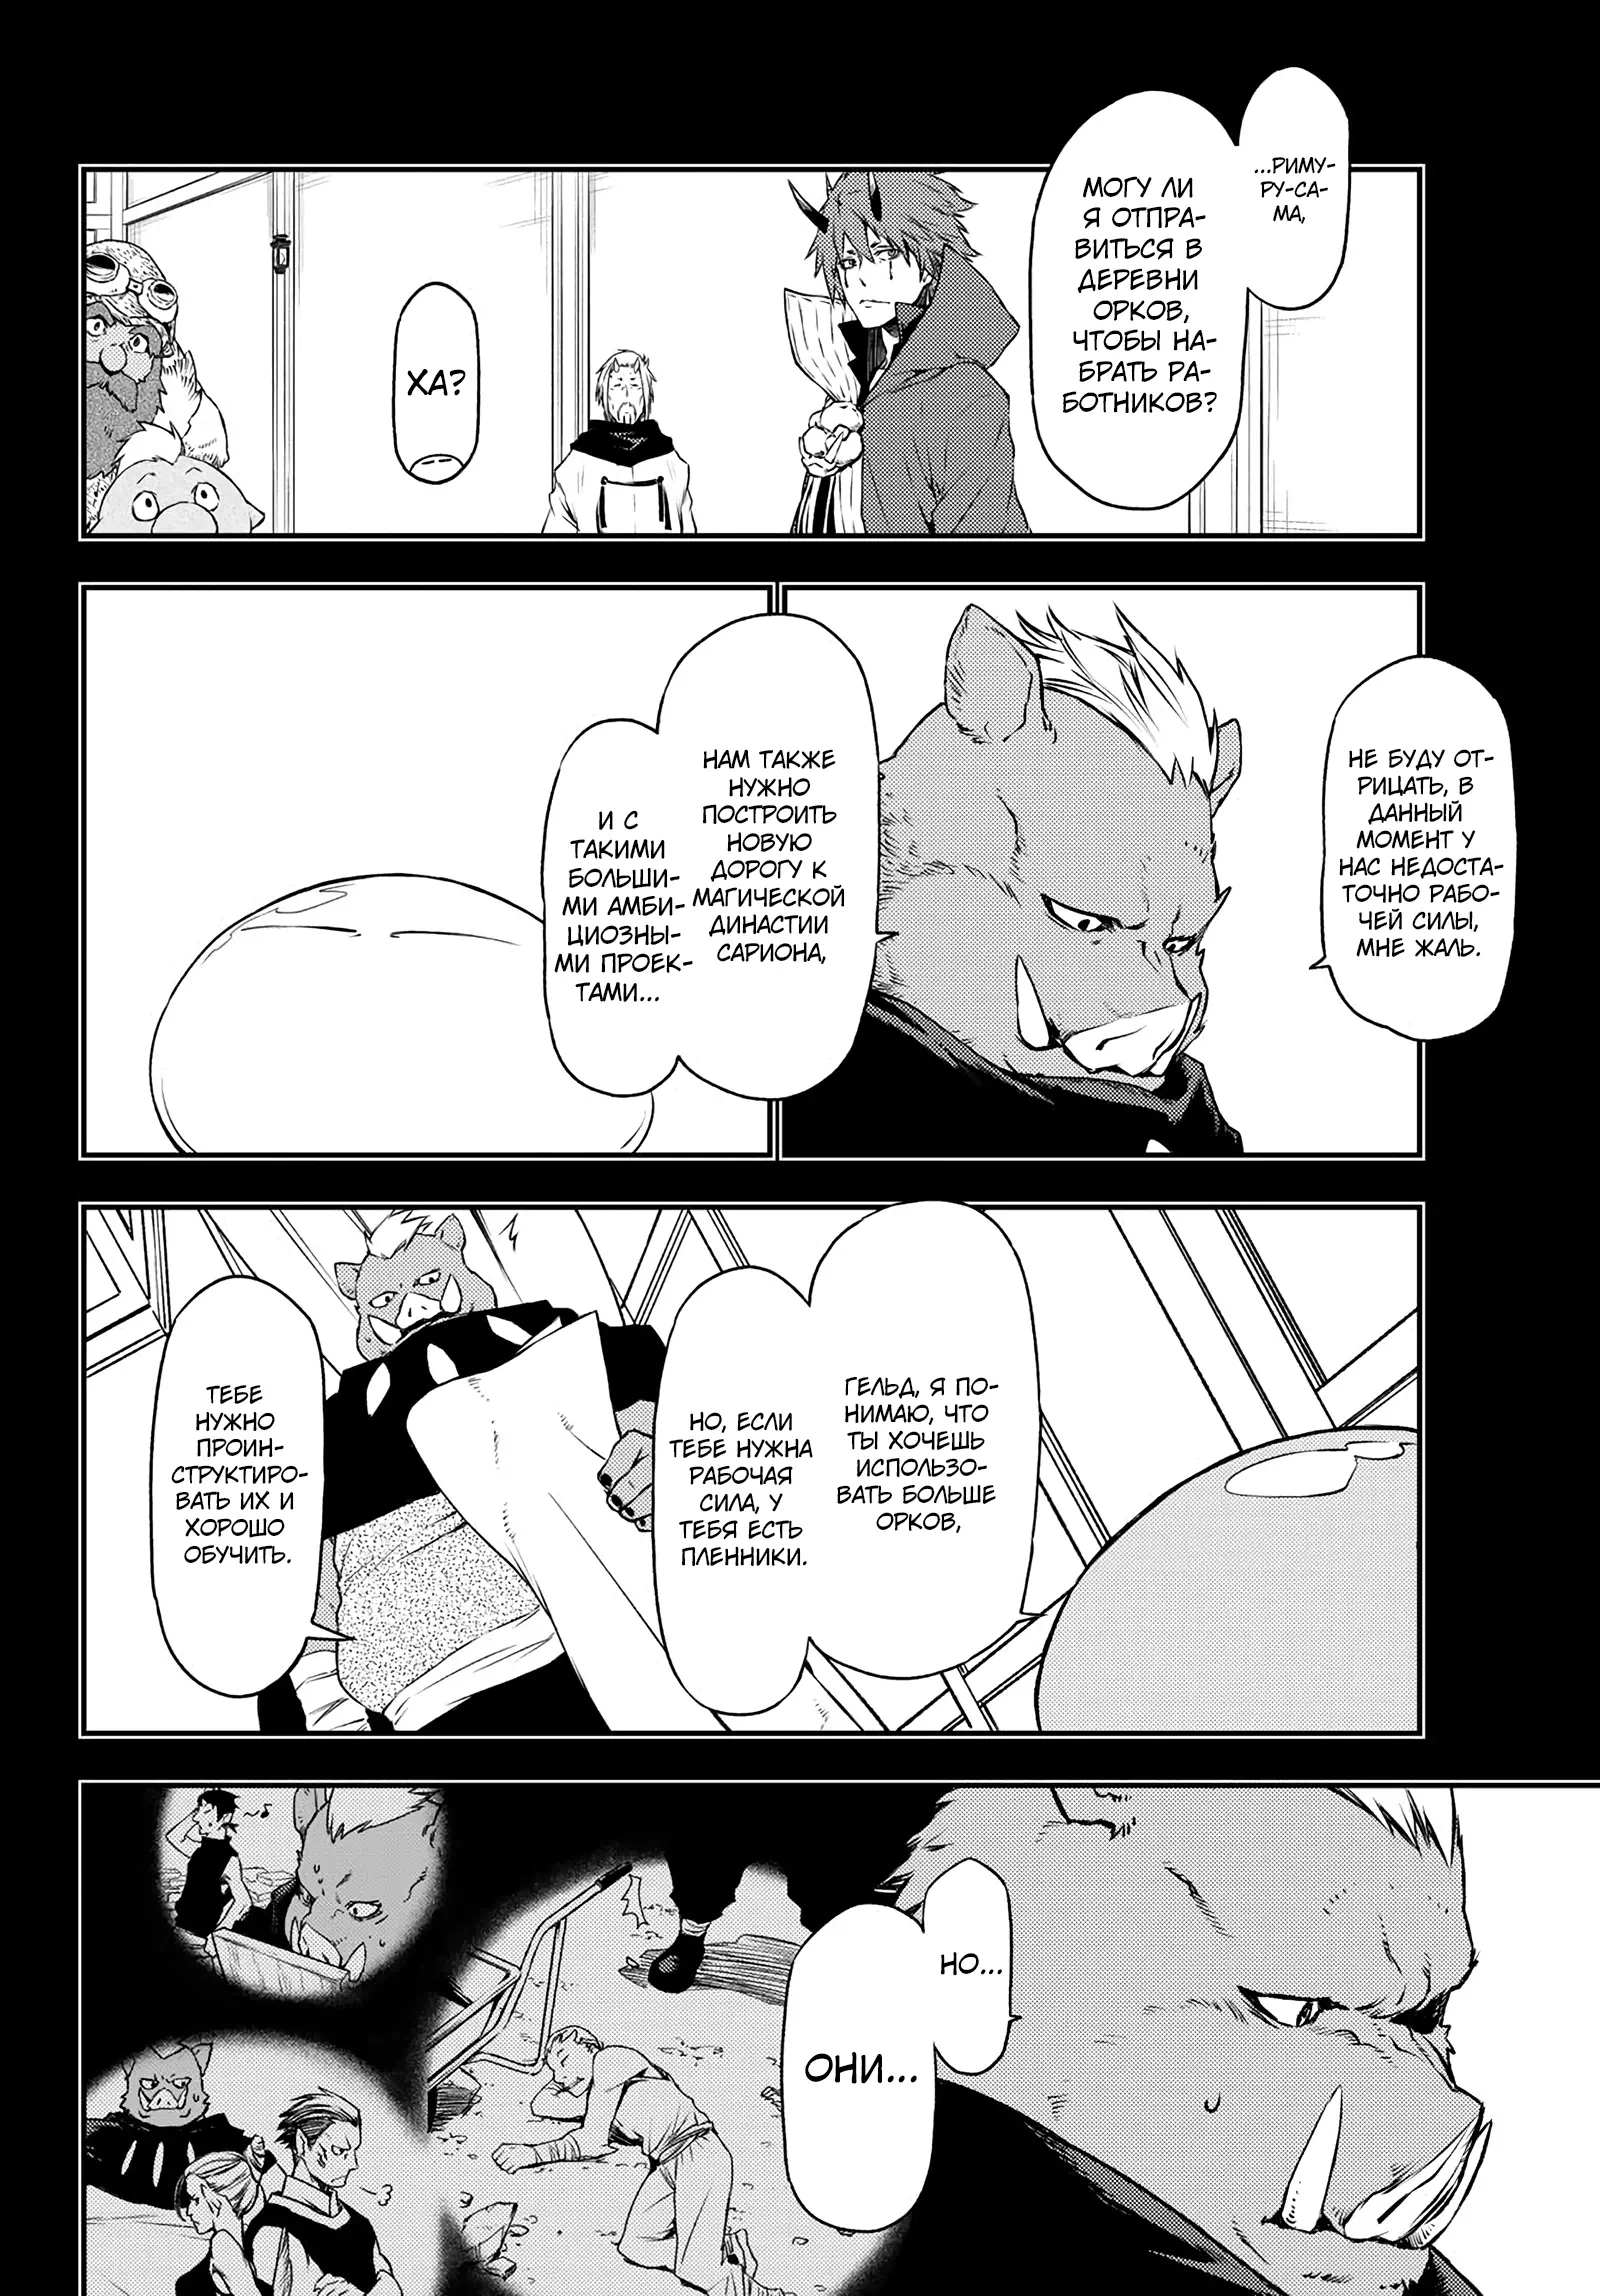 ...РИМУ-
РУ-СА-
МА,
МОГУ ЛИ
Я ОТПРА-
ВИТЬСЯ В
ДЕРЕВНИ
ОРКОВ,
ЧТОБЫ НА-
БРАТЬ РА-
БОТНИКОВ?
ХА?
НЕ БУДУ ОТ-
РИЦАТЬ, В
ДАННЫЙ
МОМЕНТ У
НАС НЕДОСТА-
ТОЧНО РАБО-
ЧЕЙ СИЛЫ,
МНЕ ЖАЛЬ.
НАМ ТАКЖЕ
НУЖНО
ПОСТРОИТЬ
НОВУЮ
ДОРОГУ К
МАГИЧЕСКОЙ
ДИНАСТИИ
САРИОНА,
И С
ТАКИМИ
БОЛЬШИ-
МИ АМБИ-
ЦИОЗНЫ-
МИ ПРОЕК-
ТАМИ...
ГЕЛЬД, Я ПО-
НИМАЮ, ЧТО
ТЫ ХОЧЕШЬ
ИСПОЛЬЗО-
ВАТЬ БОЛЬШЕ
ОРКОВ,
НО, ЕСЛИ
ТЕБЕ НУЖНА
РАБОЧАЯ
СИЛА, У
ТЕБЯ ЕСТЬ
ПЛЕННИКИ.
ТЕБЕ
НУЖНО
ПРОИН-
СТРУКТИРО-
ВАТЬ ИХ И
ХОРОШО
ОБУЧИТЬ.
НО...
ОНИ...